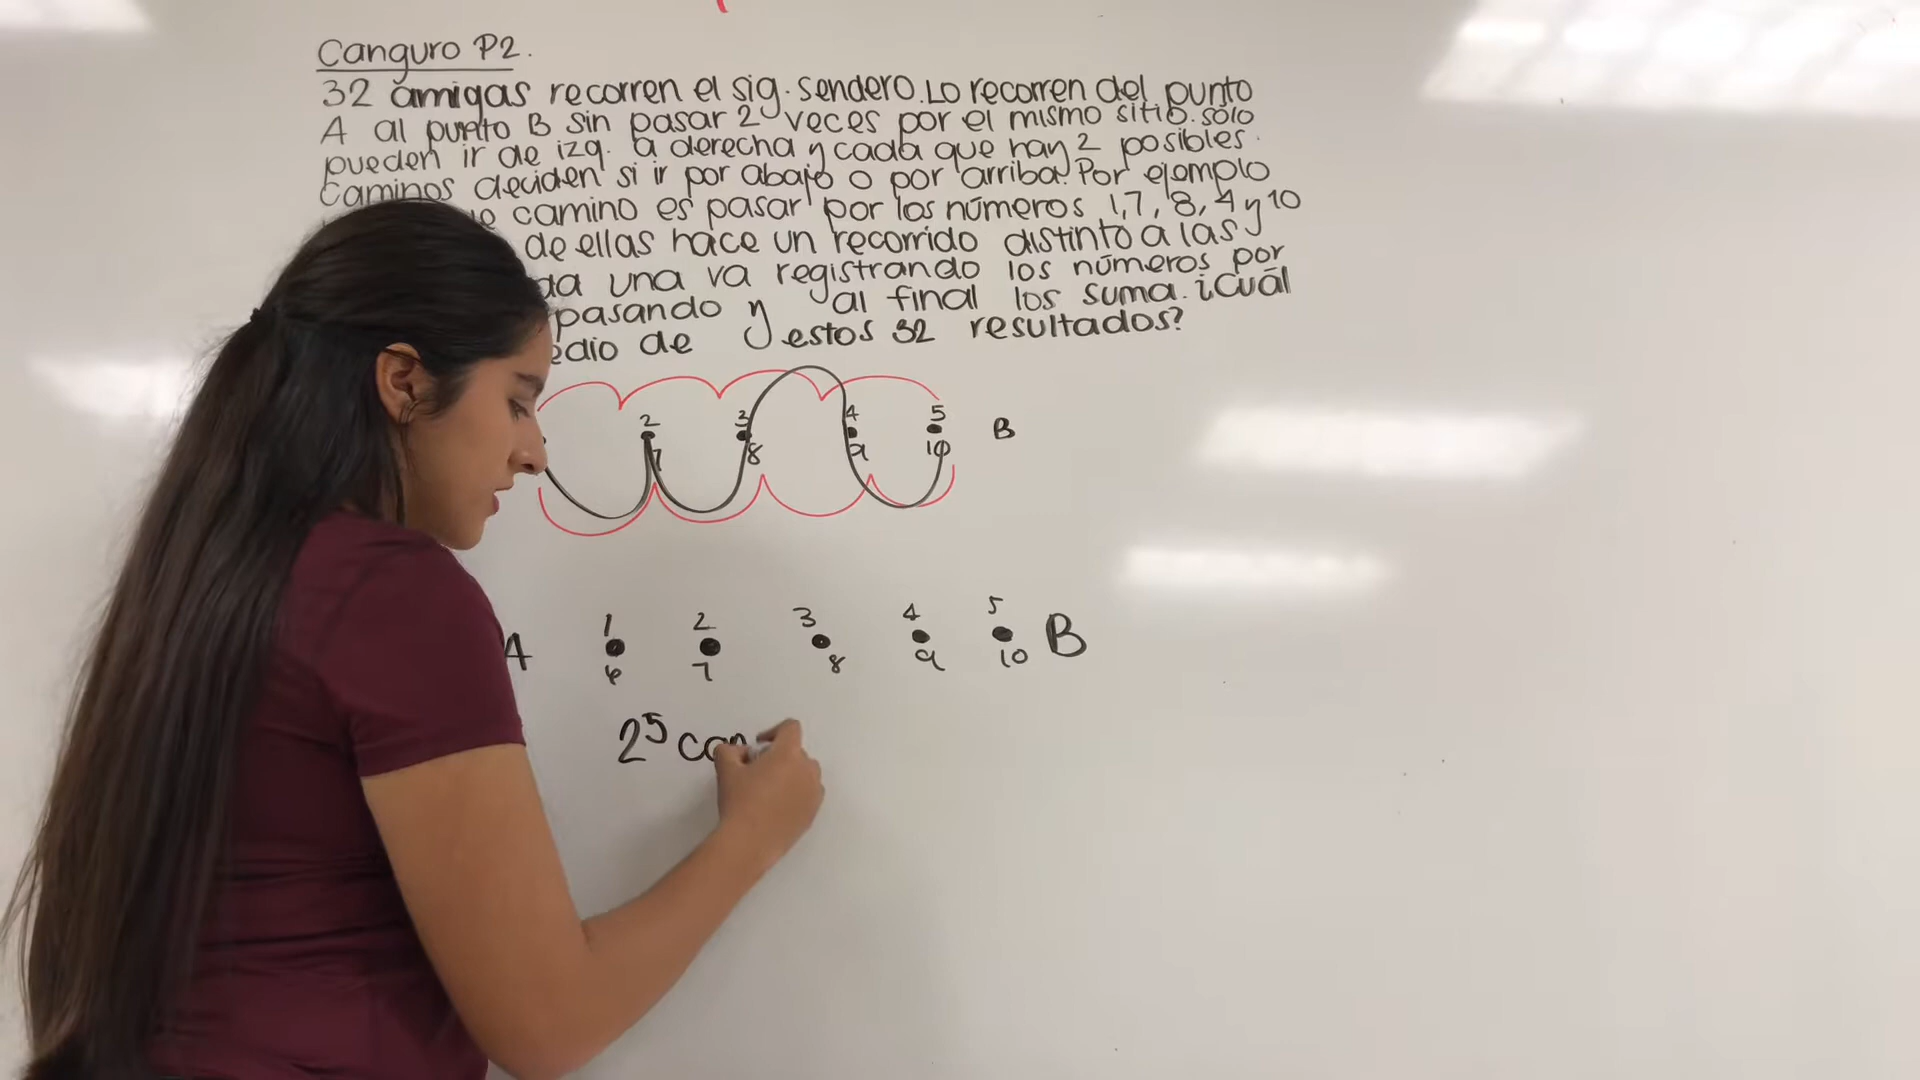 Canguro P2.
32 amigas recorren el sig. sendero. Lo recorren del punto
A al punto B sin pasar 2 veces por el mismo sitio. sólo
pueden ir de izq. a derecha y cada que hay 2 posibles
caminos deciden si ir por abajo o por arriba. Por ejemplo
camino es pasar por los números 1,7,8,4 y 10
de ellas hace un recorrido distinto a las
una va registrando los números por
pasando y al final los suma. ¿Cuál
de estos 32 resultados?
2 3 4 5 B
7 8 9 10
1 2 3 4 5
A B
6 7 8 9 10
2⁵